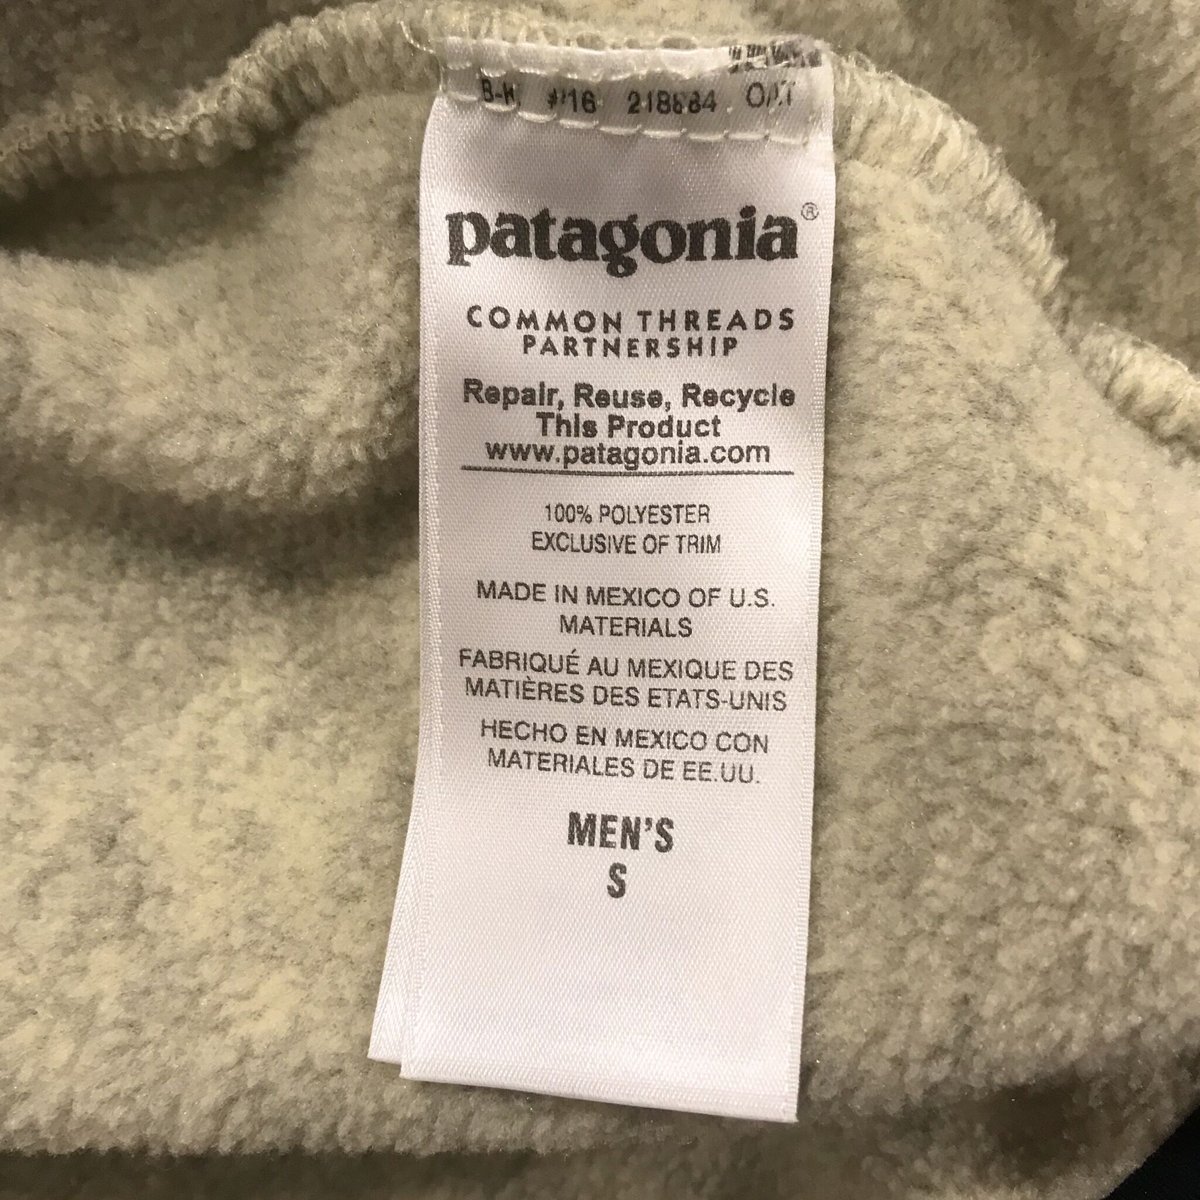 patagonia®
COMMON THREADS
PARTNERSHIP
Repair, Reuse, Recycle
This Product
www.patagonia.com
100% POLYESTER
EXCLUSIVE OF TRIM
MADE IN MEXICO OF U.S.
MATERIALS
FABRIQUÉ AU MEXIQUE DES
MATIÈRES DES ETATS-UNIS
HECHO EN MEXICO CON
MATERIALES DE EE.UU.
MEN'S
S